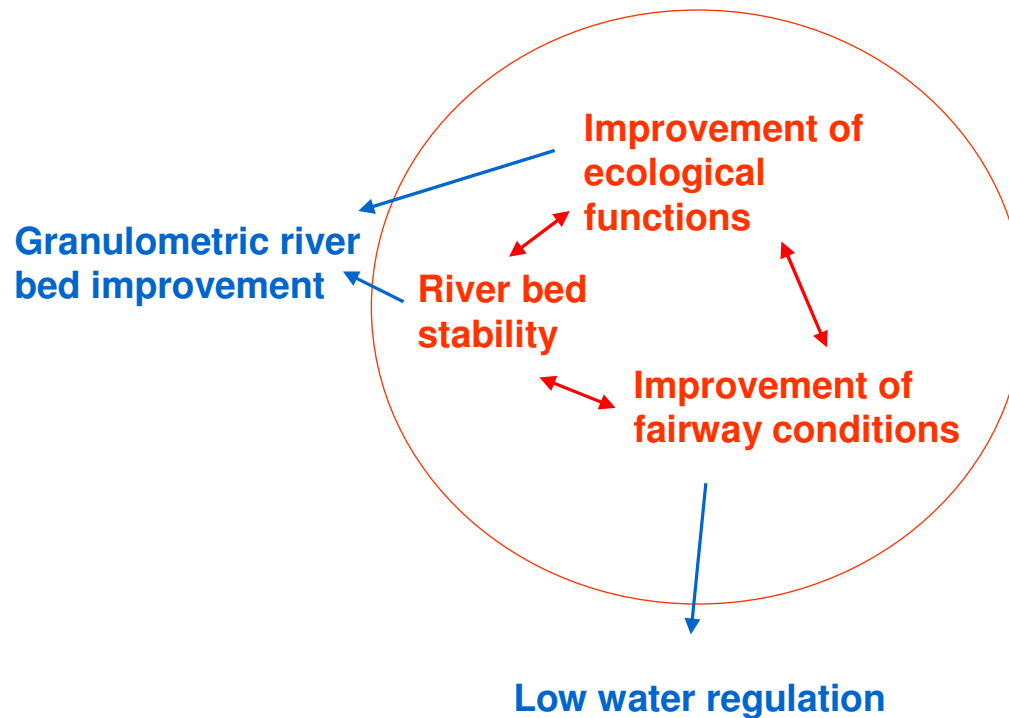 Improvement of
ecological
functions
Granulometric river
bed improvement
River bed
stability
Improvement of
fairway conditions
Low water regulation